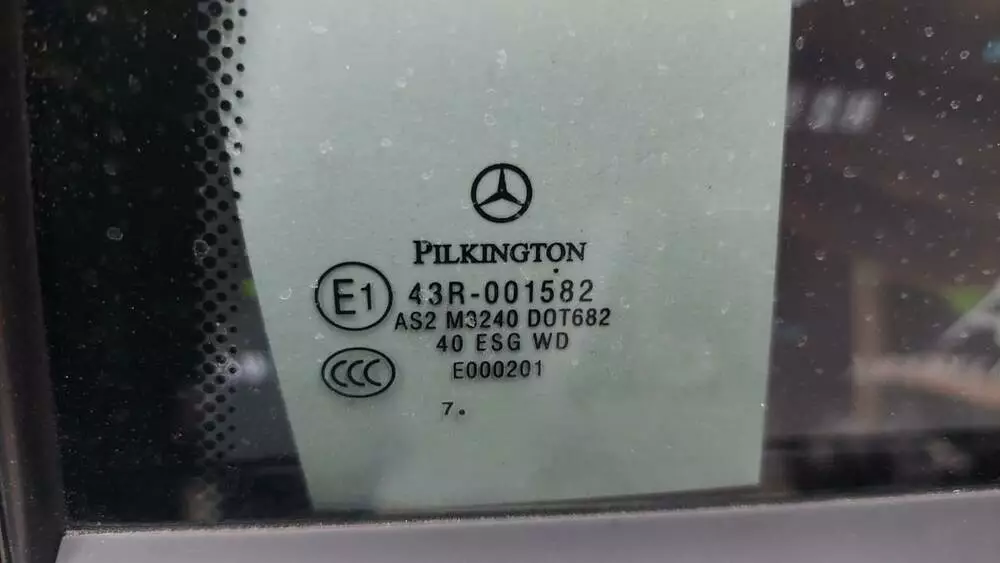 PILKINGTON
E1 43R-001582
AS2 M3240 DOT682
40 ESG WD
CCC E000201
7.